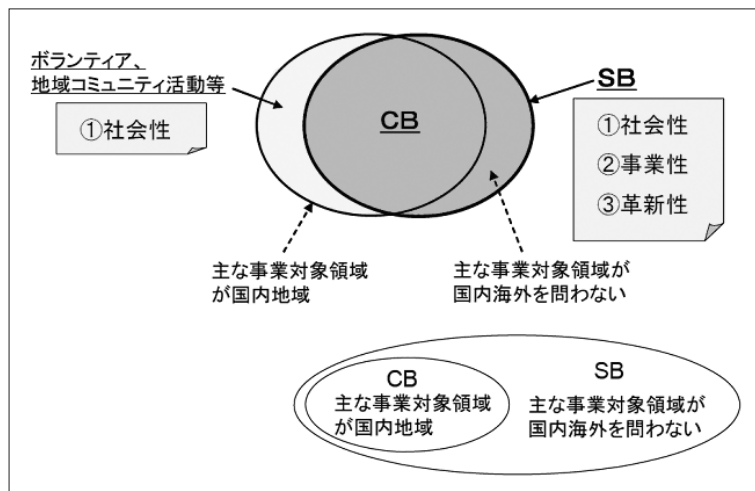 ボランティア、
地域コミュニティ活動等
①社会性
CB
SB
①社会性
②事業性
③革新性
主な事業対象領域
が国内地域
主な事業対象領域が
国内海外を問わない
CB
主な事業対象領域
が国内地域
SB
主な事業対象領域が
国内海外を問わない